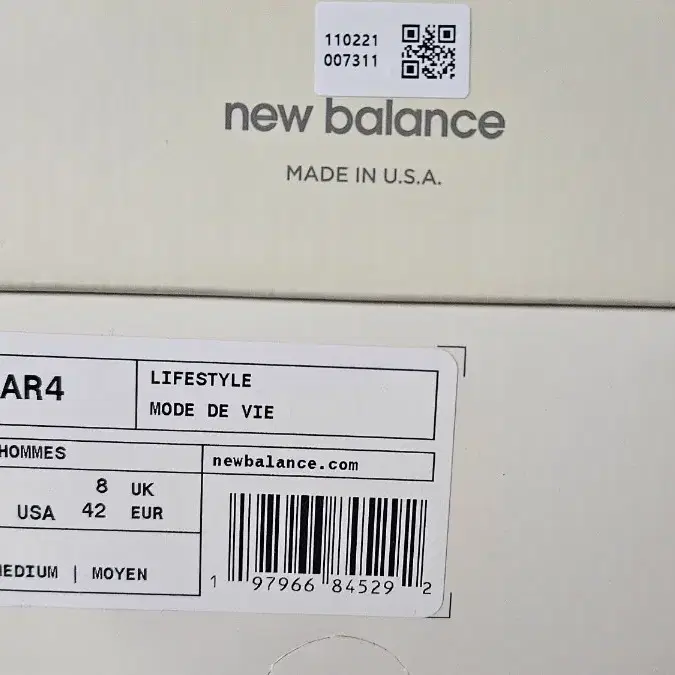 110221
007311
new balance
MADE IN U.S.A.
AR4
LIFESTYLE
MODE DE VIE
HOMMES
newbalance.com
8 UK
USA 42 EUR
MEDIUM | MOYEN
1 97966 84529 2